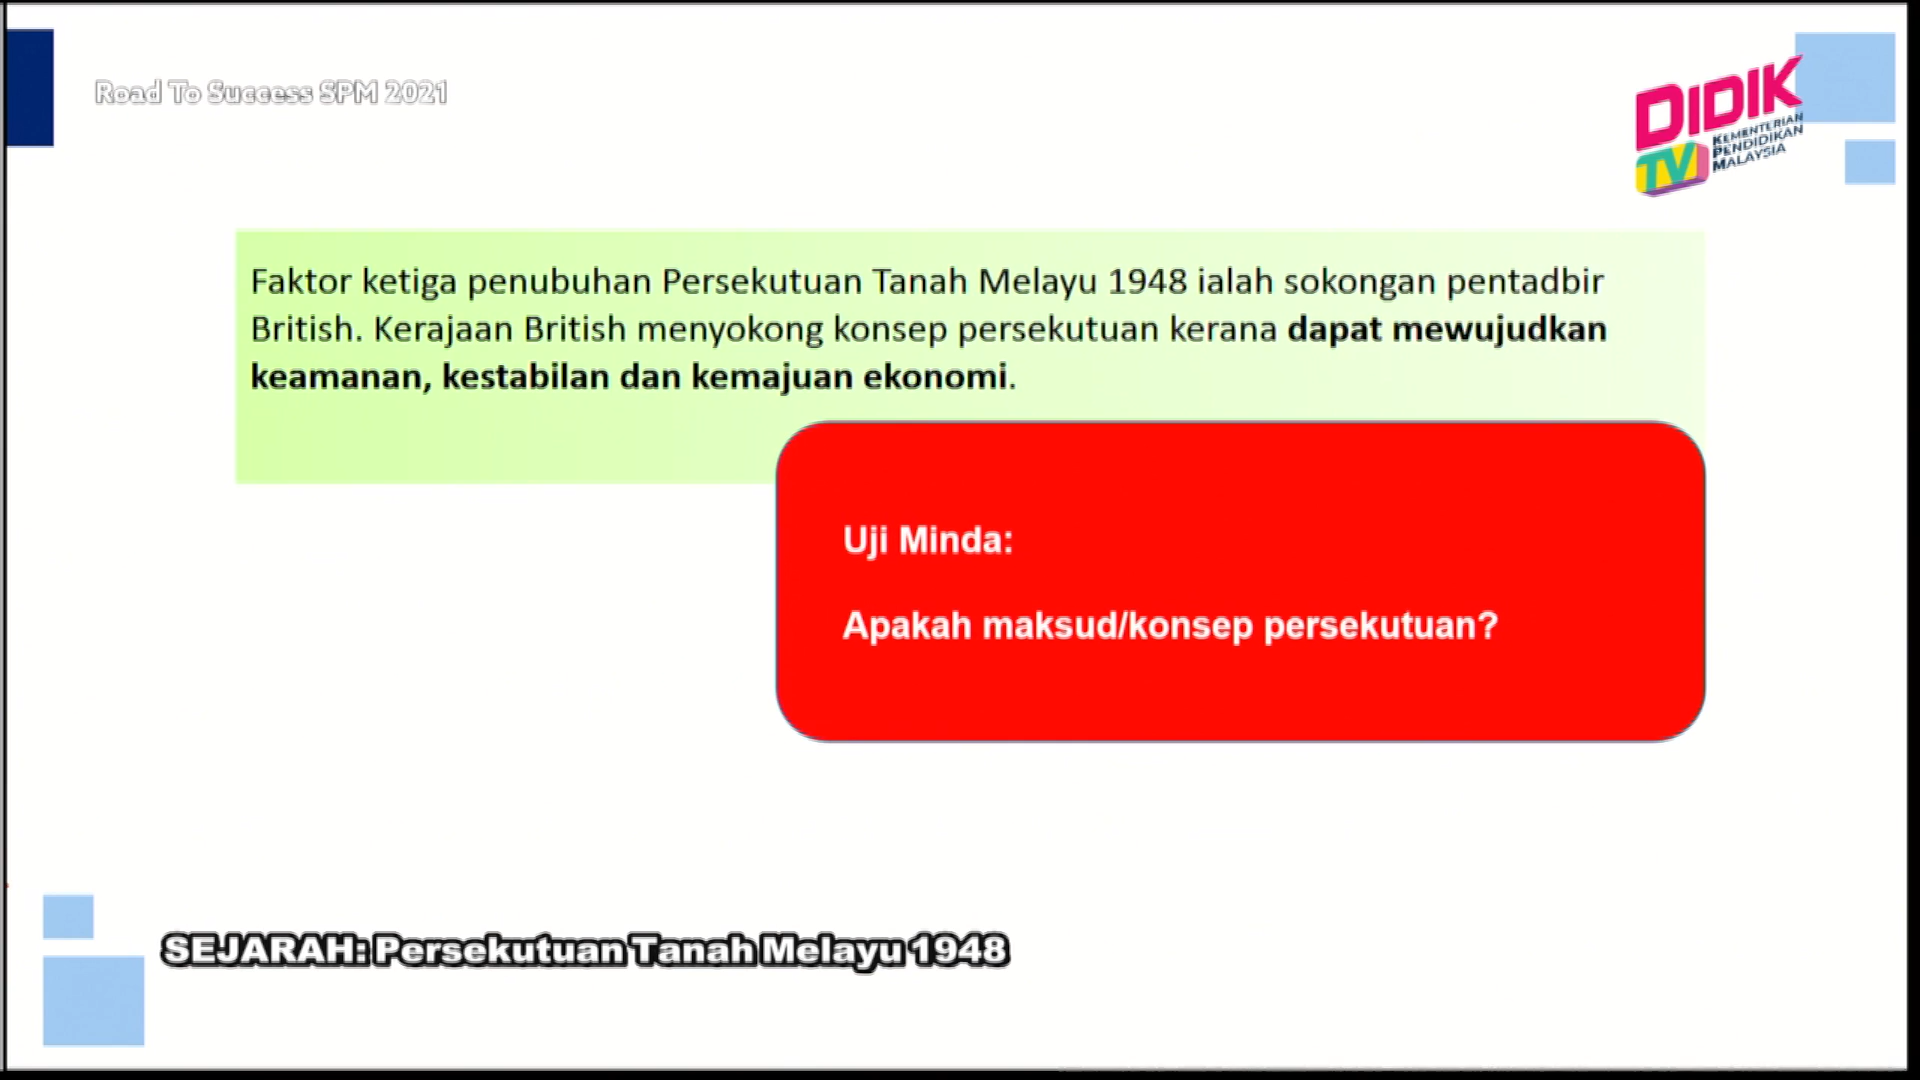 Road To Success SPM 2021
DIDIK
TV
KEMENTERIAN
PENDIDIKAN
MALAYSIA
Faktor ketiga penubuhan Persekutuan Tanah Melayu 1948 ialah sokongan pentadbir
British. Kerajaan British menyokong konsep persekutuan kerana dapat mewujudkan
keamanan, kestabilan dan kemajuan ekonomi.
Uji Minda:
Apakah maksud/konsep persekutuan?
SEJARAH: Persekutuan Tanah Melayu 1948